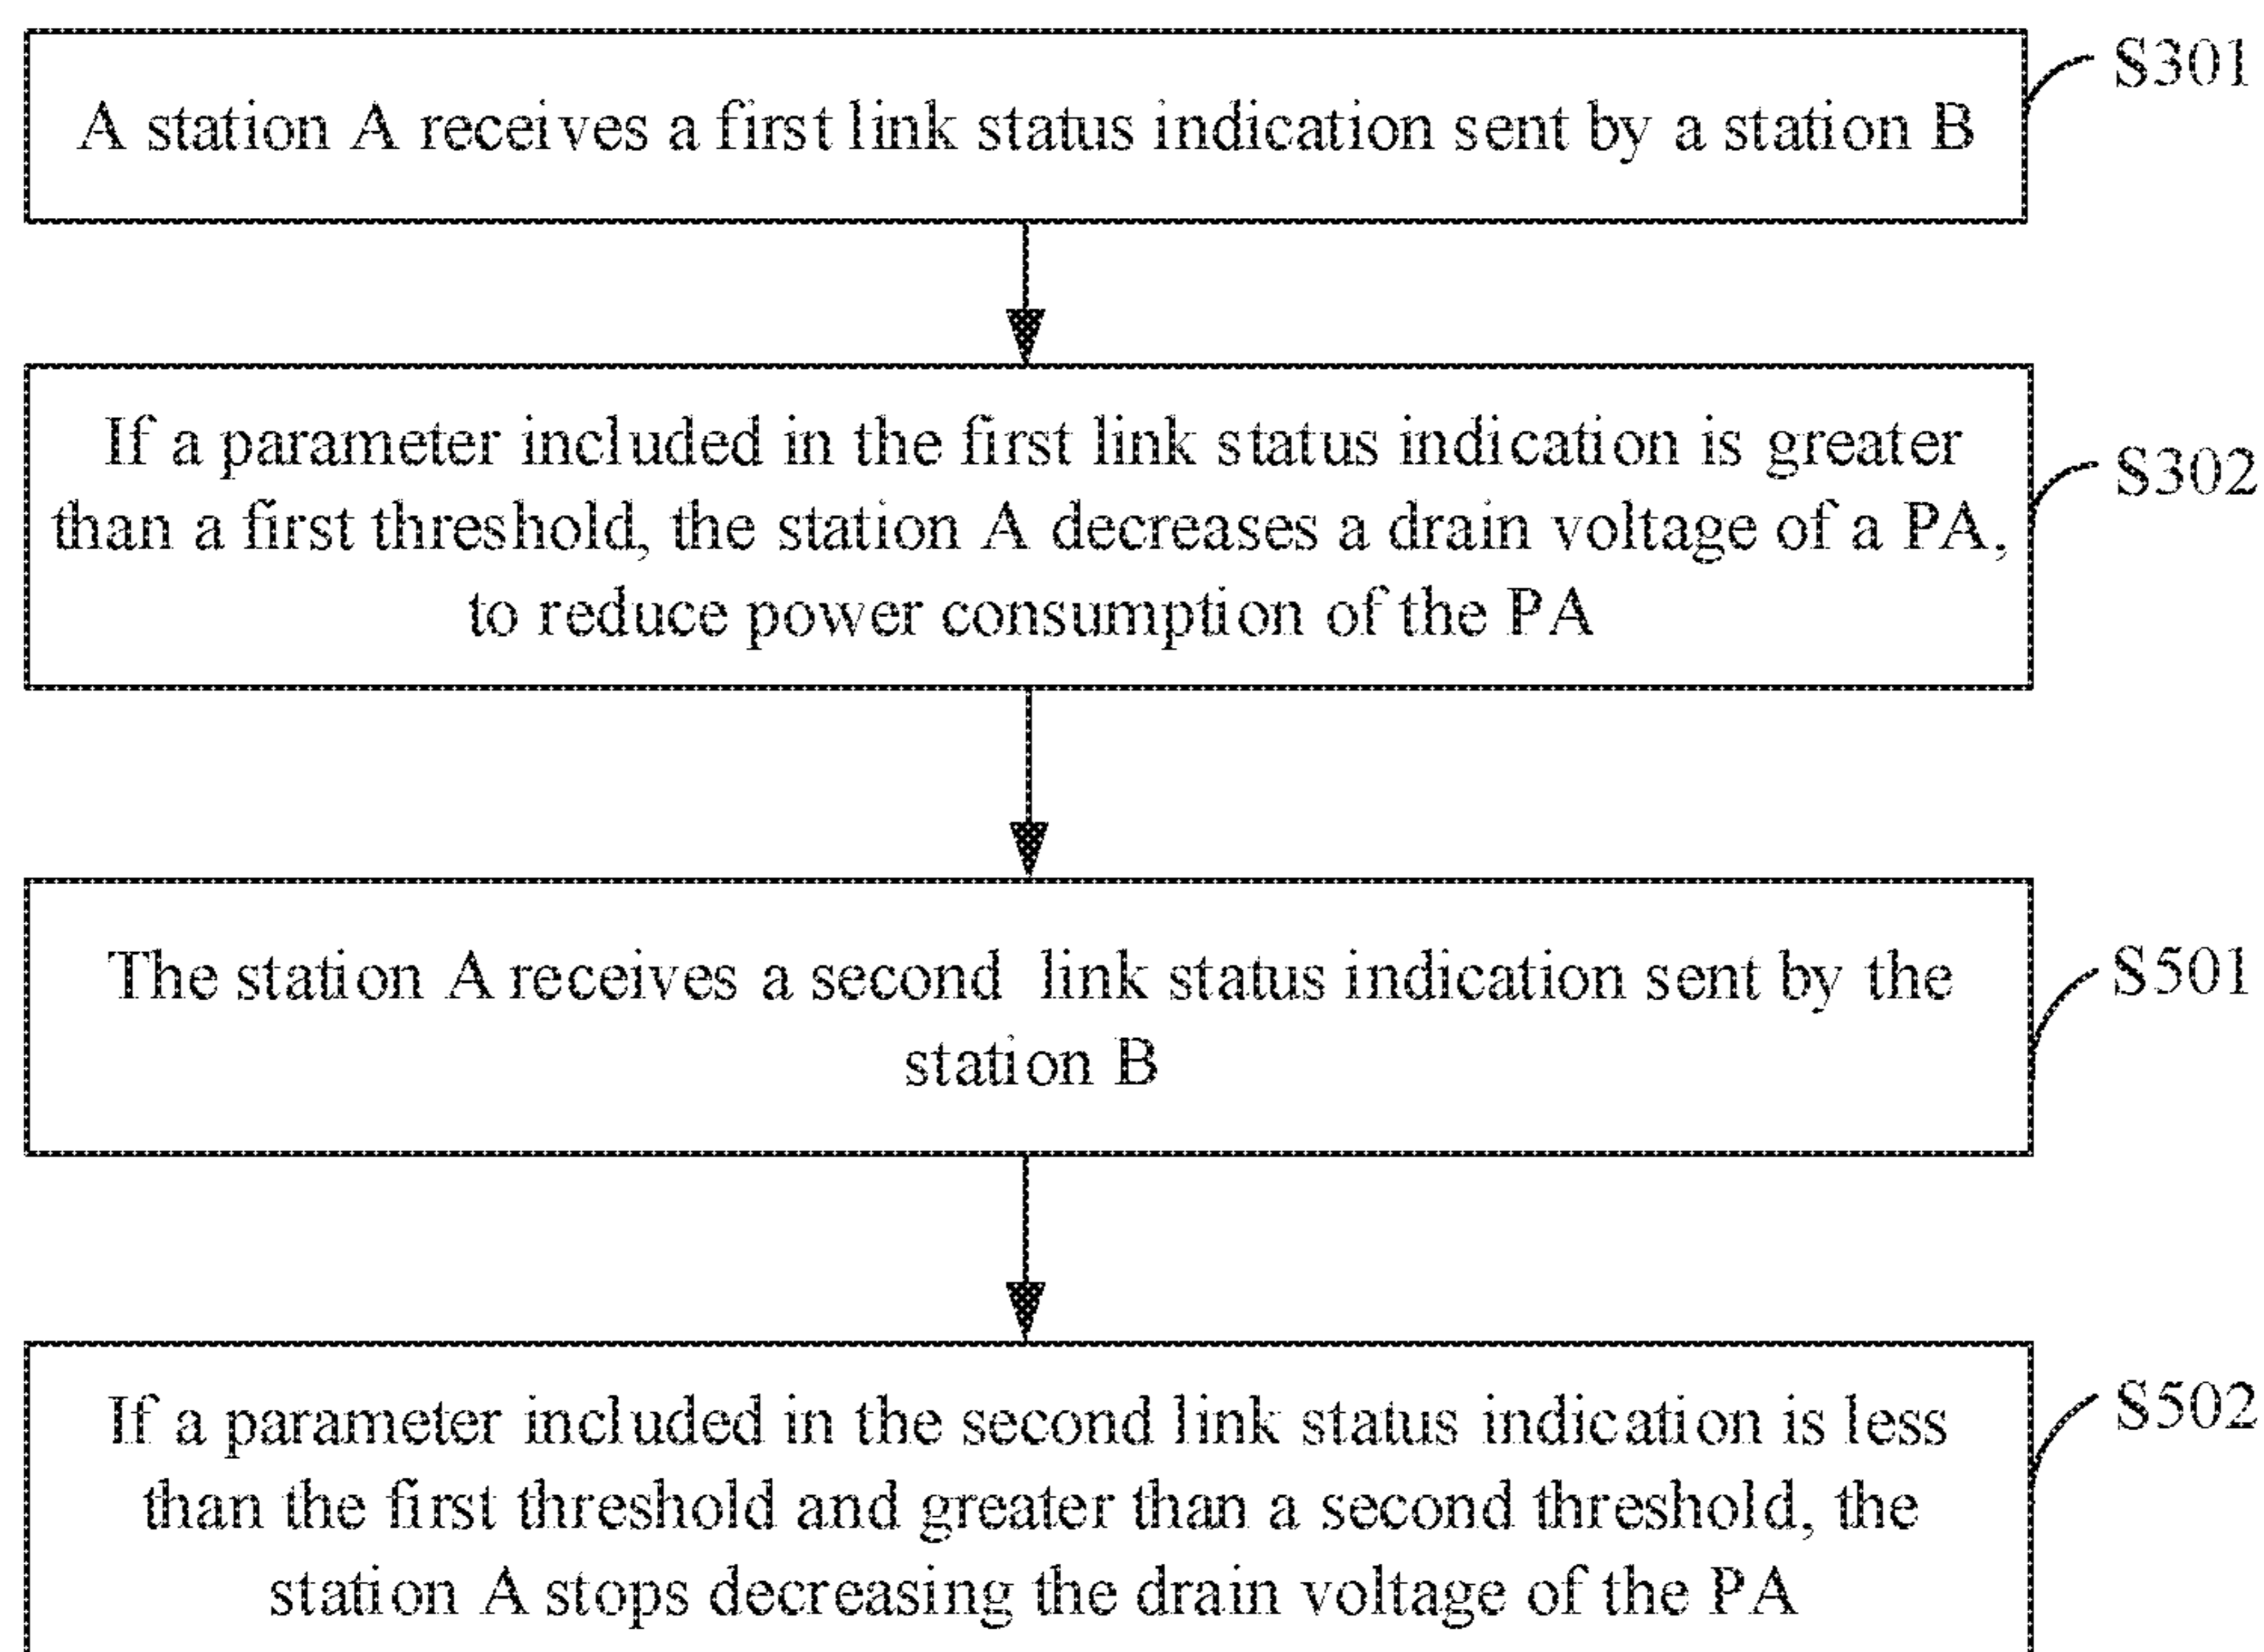 A station A receives a first link status indication sent by a station B
S301
If a parameter included in the first link status indication is greater
than a first threshold, the station A decreases a drain voltage of a PA,
to reduce power consumption of the PA
S302
The station A receives a second link status indication sent by the
station B
S501
If a parameter included in the second link status indication is less
than the first threshold and greater than a second threshold, the
station A stops decreasing the drain voltage of the PA
S502